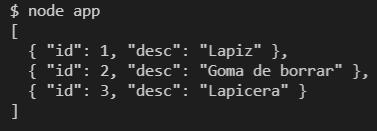 $ node app
[
  { "id": 1, "desc": "Lapiz" },
  { "id": 2, "desc": "Goma de borrar" },
  { "id": 3, "desc": "Lapicera" }
]